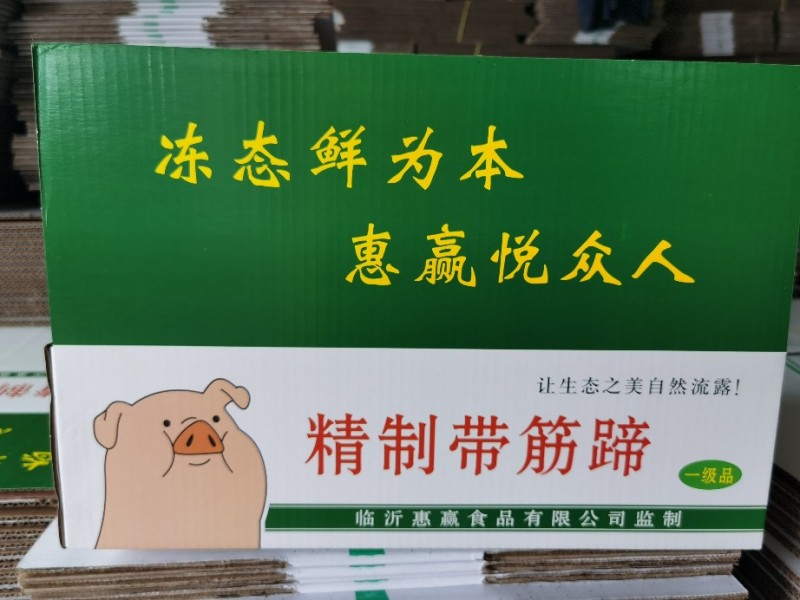 冻态鲜为本
惠赢悦众人
让生态之美自然流露!
精制带筋蹄
一级品
临沂惠赢食品有限公司监制